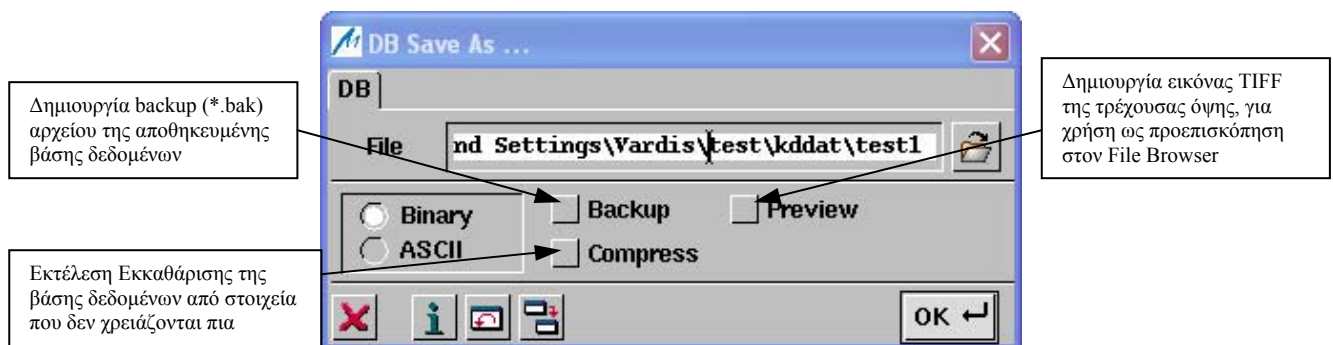 DB Save As ...
DB
Δημιουργία backup (*.bak)
αρχείου της αποθηκευμένης
βάσης δεδομένων
Δημιουργία εικόνας TIFF
της τρέχουσας όψης, για
χρήση ως προεπισκόπηση
στον File Browser
File nd Settings\Vardis\test\kddat\test1
Binary Backup Preview
ASCII Compress
Εκτέλεση Εκκαθάρισης της
βάσης δεδομένων από στοιχεία
που δεν χρειάζονται πια
OK